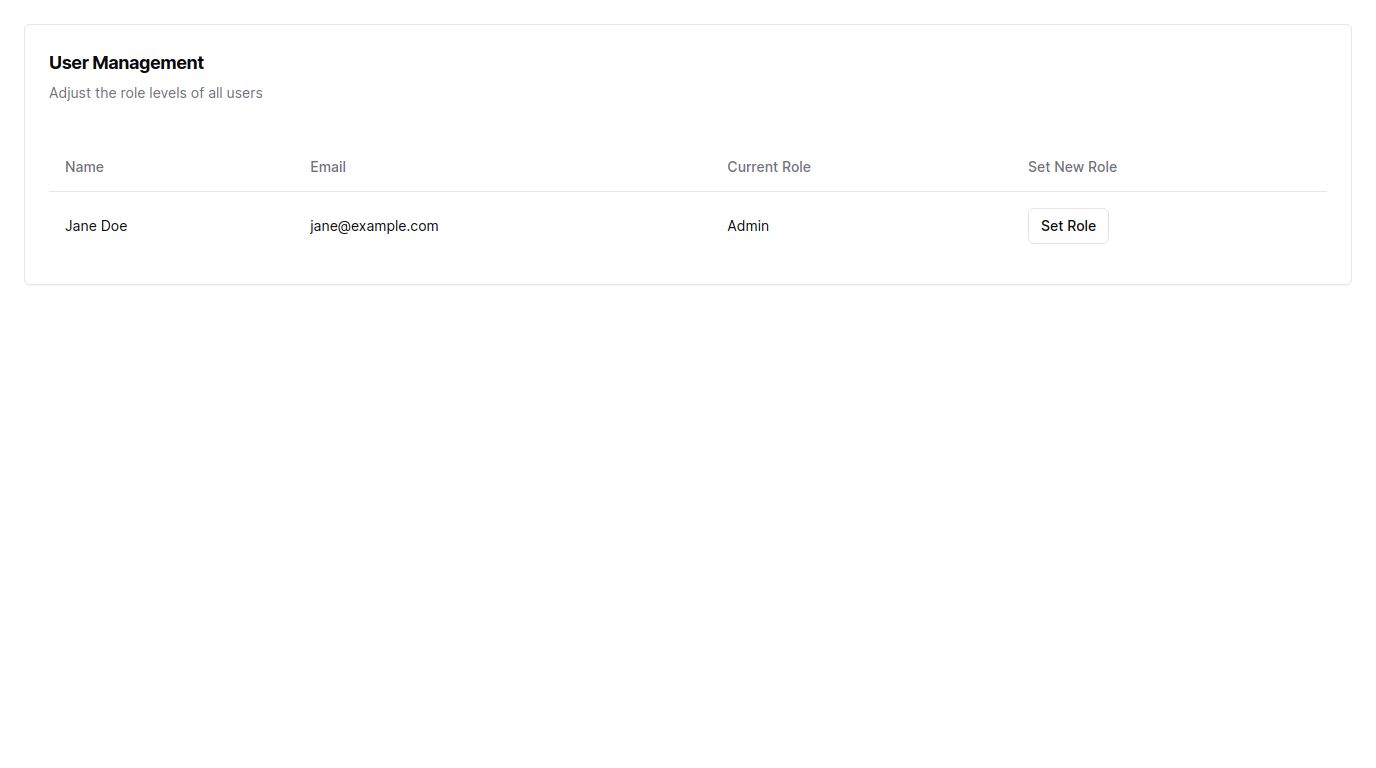 User Management
Adjust the role levels of all users
Name Email Current Role Set New Role
Jane Doe jane@example.com Admin Set Role